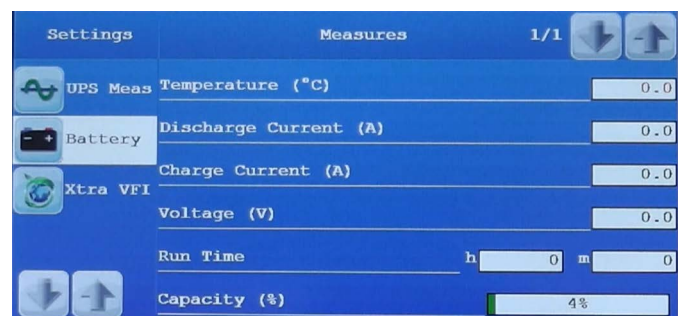 Settings Measures 1/1
UPS Meas Temperature (°C) 0.0
Battery Discharge Current (A) 0.0
Charge Current (A) 0.0
Xtra VFI
Voltage (V) 0.0
Run Time h 0 m 0
Capacity (%) 4%